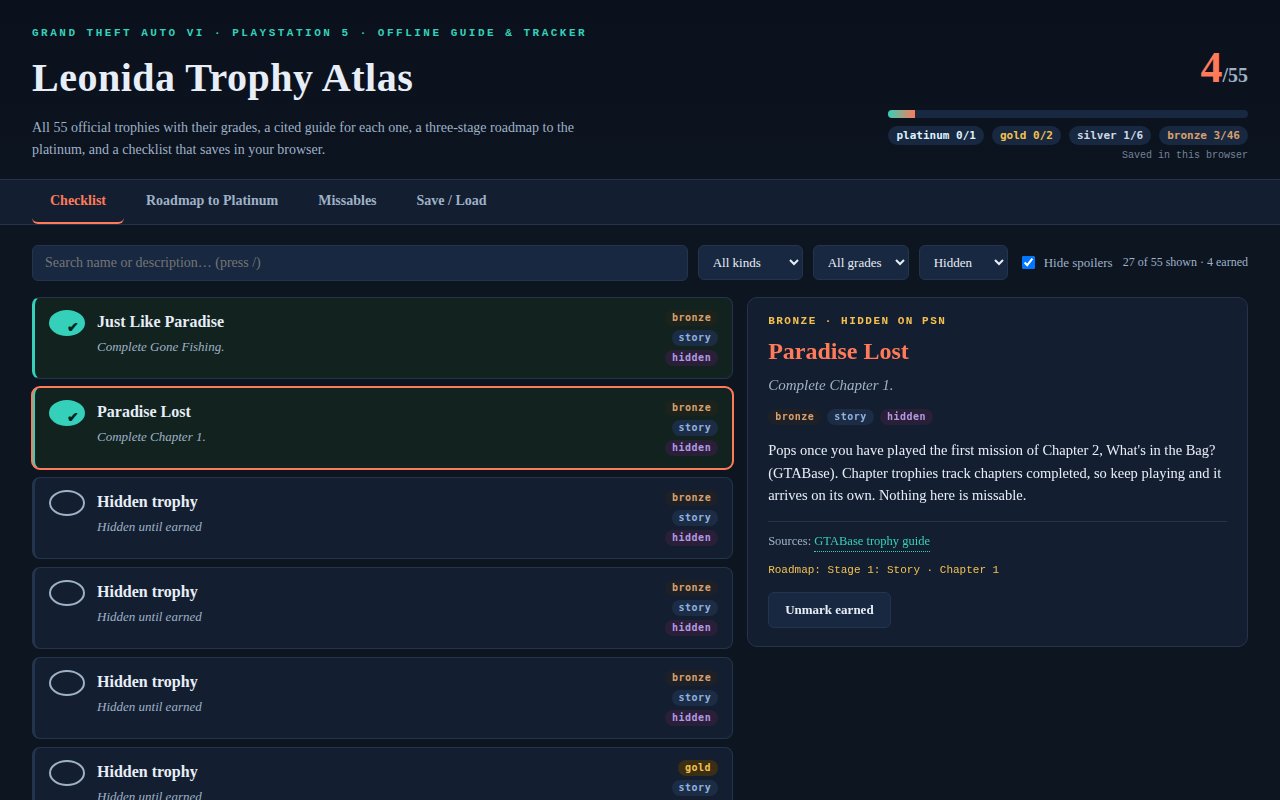 GRAND THEFT AUTO VI · PLAYSTATION 5 · OFFLINE GUIDE & TRACKER
Leonida Trophy Atlas
All 55 official trophies with their grades, a cited guide for each one, a three-stage roadmap to the
platinum, and a checklist that saves in your browser.
4/55
platinum 0/1 gold 0/2 silver 1/6 bronze 3/46
Saved in this browser
Checklist Roadmap to Platinum Missables Save / Load
Search name or description… (press /) All kinds All grades Hidden Hide spoilers 27 of 55 shown · 4 earned
Just Like Paradise
Complete Gone Fishing.
bronze
story
hidden
Paradise Lost
Complete Chapter 1.
bronze
story
hidden
Hidden trophy
Hidden until earned
bronze
story
hidden
Hidden trophy
Hidden until earned
bronze
story
hidden
Hidden trophy
Hidden until earned
bronze
story
hidden
Hidden trophy
Hidden until earned
gold
story
BRONZE · HIDDEN ON PSN
Paradise Lost
Complete Chapter 1.
bronze story hidden
Pops once you have played the first mission of Chapter 2, What's in the Bag?
(GTABase). Chapter trophies track chapters completed, so keep playing and it
arrives on its own. Nothing here is missable.
Sources: GTABase trophy guide
Roadmap: Stage 1: Story · Chapter 1
Unmark earned